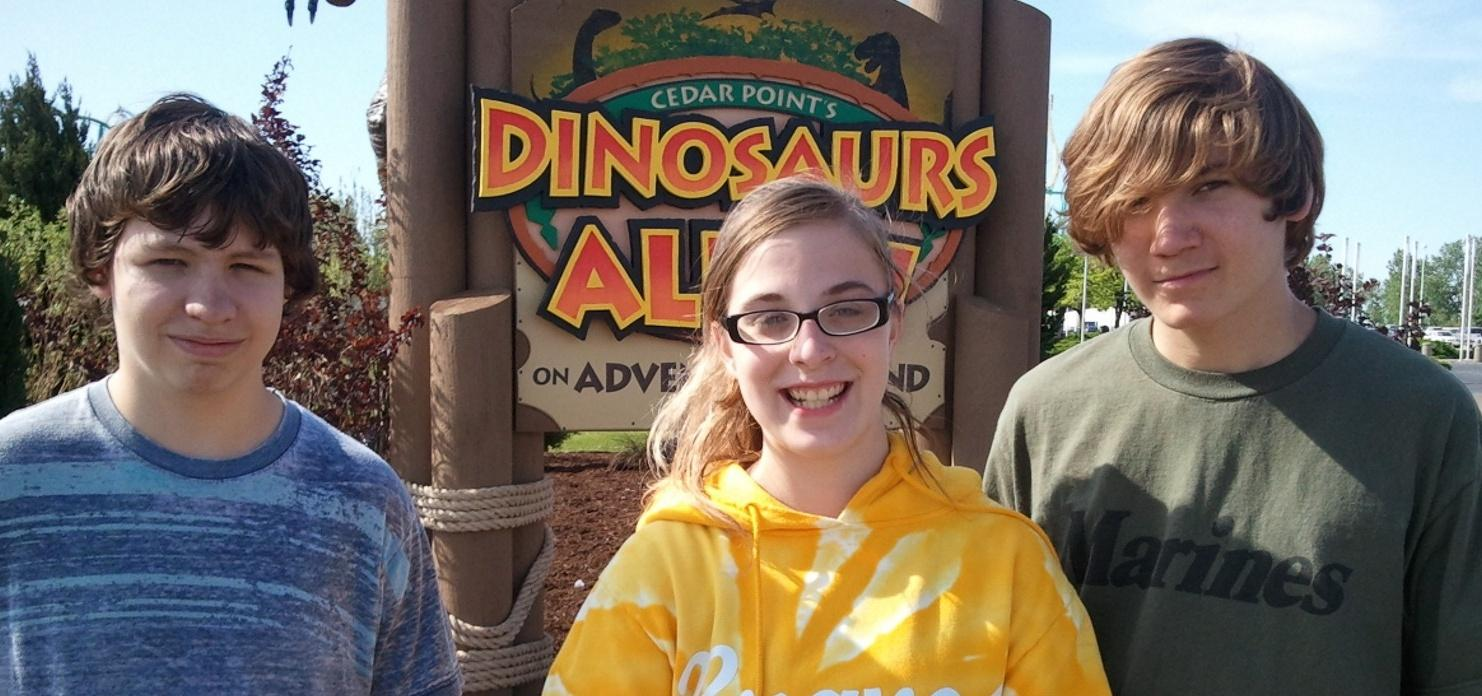 CEDAR POINT'S
DINOSAURS
AL
ON ADVE ND
Marines